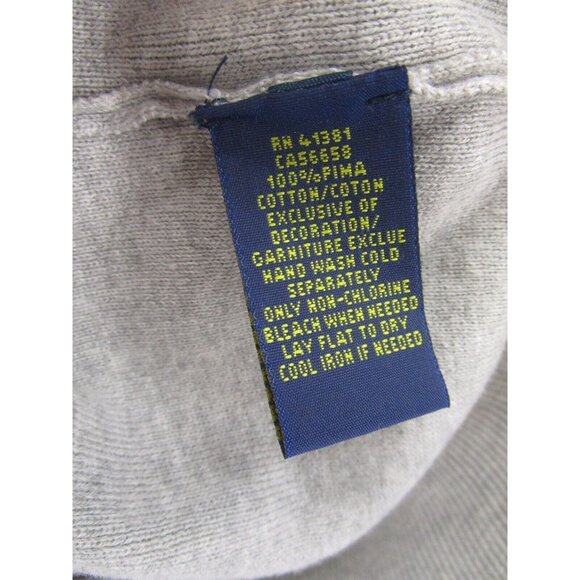 RN 41381
CA56658
100% PIMA
COTTON/COTON
EXCLUSIVE OF
DECORATION/
GARNITURE EXCLUE
HAND WASH COLD
SEPARATELY
ONLY NON-CHLORINE
BLEACH WHEN NEEDED
LAY FLAT TO DRY
COOL IRON IF NEEDED